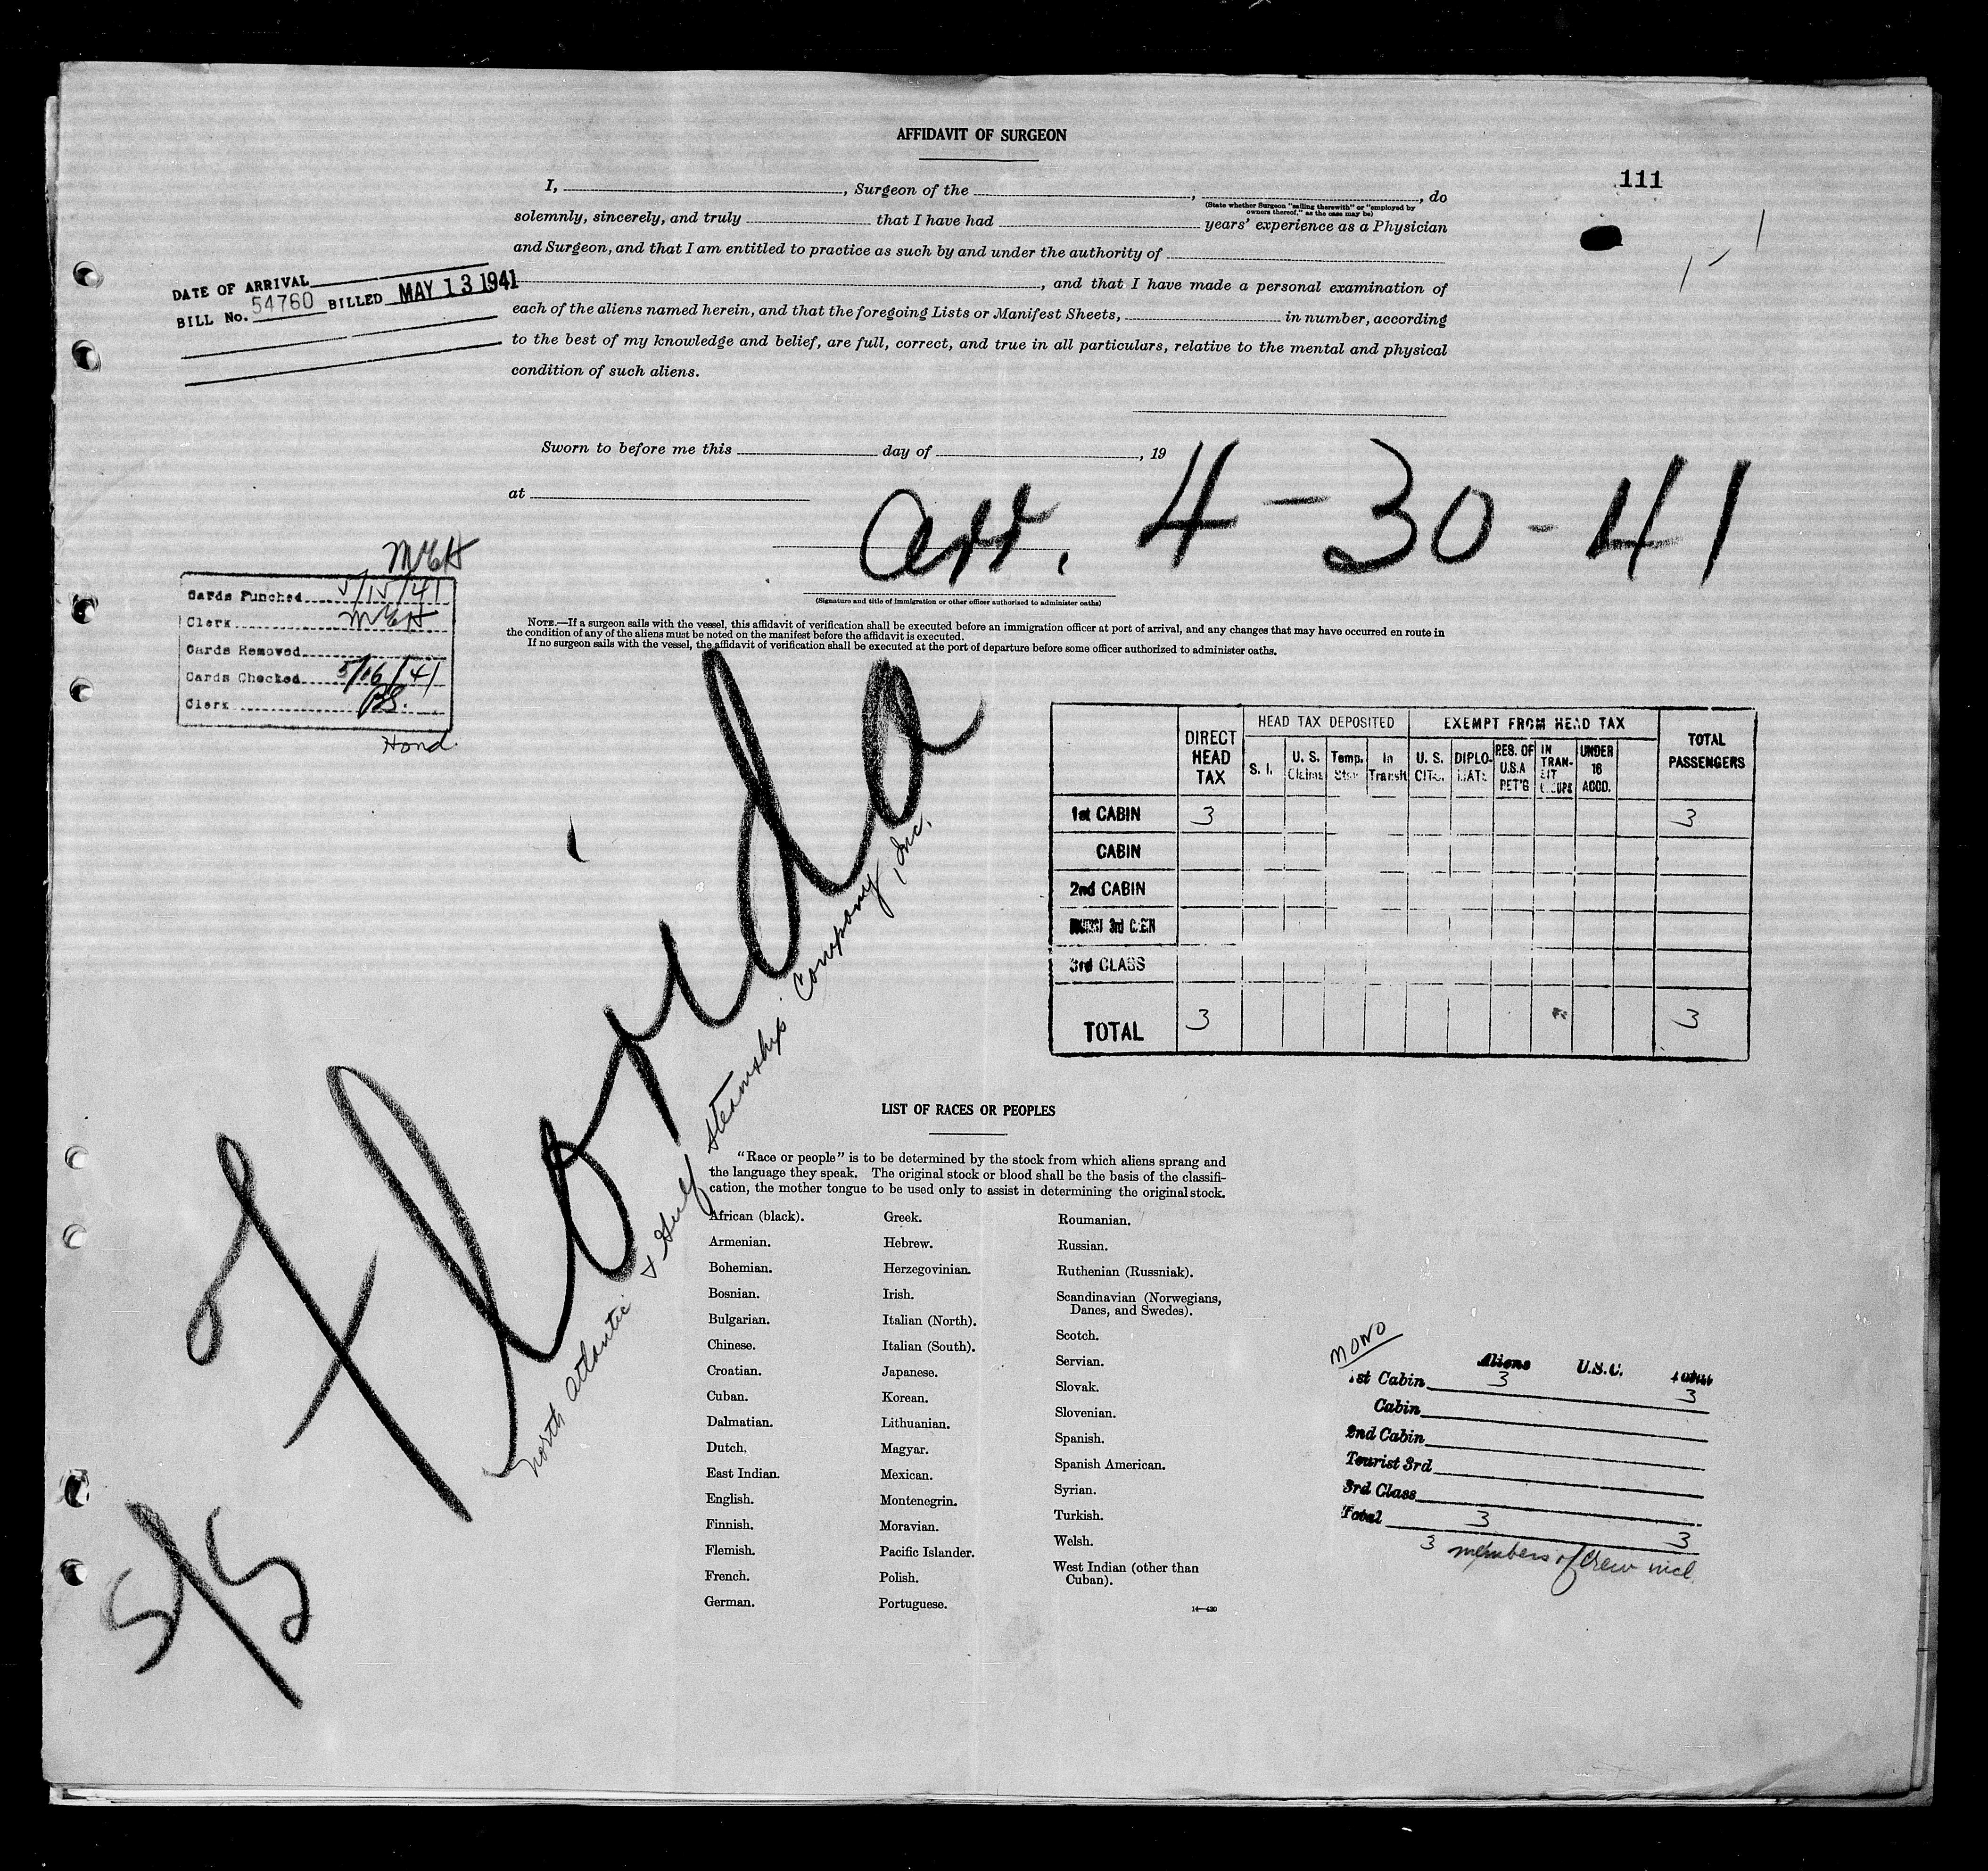 AFFIDAVIT OF SURGEON
111
I, , Surgeon of the , , do
(State whether Surgeon "sailing therewith" or "employed by
owners thereof," as the case may be)
solemnly, sincerely, and truly that I have had years' experience as a Physician
and Surgeon, and that I am entitled to practice as such by and under the authority of
, and that I have made a personal examination of
each of the aliens named herein, and that the foregoing Lists or Manifest Sheets, in number, according
to the best of my knowledge and belief, are full, correct, and true in all particulars, relative to the mental and physical
condition of such aliens.
DATE OF ARRIVAL
BILL No. 54760 BILLED MAY 13 1941
Sworn to before me this day of , 19
at
arr. 4-30-41
(Signature and title of Immigration or other officer authorized to administer oaths)
NOTE.—If a surgeon sails with the vessel, this affidavit of verification shall be executed before an immigration officer at port of arrival, and any changes that may have occurred en route in
the condition of any of the aliens must be noted on the manifest before the affidavit is executed.
If no surgeon sails with the vessel, the affidavit of verification shall be executed at the port of departure before some officer authorized to administer oaths.
MEH
Cards Punched 5/15/41
Clerk MEH
Cards Removed
Cards Checked 5/16/41
Clerk
Hond.
S/S Florida
North Atlantic & Gulf Steamship Company, Inc.
DIRECT HEAD TAX
HEAD TAX DEPOSITED
EXEMPT FROM HEAD TAX
TOTAL PASSENGERS
S. I.
U. S. Claims
Temp.
In Transit
U. S.
RES. OF U.S.A RET'G
UNDER 16 ACCD.
1st CABIN 3 3
CABIN
2nd CABIN
TOURIST 3rd CABIN
3rd CLASS
TOTAL 3 3
LIST OF RACES OR PEOPLES
"Race or people" is to be determined by the stock from which aliens sprang and
the language they speak. The original stock or blood shall be the basis of the classifi-
cation, the mother tongue to be used only to assist in determining the original stock.
African (black).
Armenian.
Bohemian.
Bosnian.
Bulgarian.
Chinese.
Croatian.
Cuban.
Dalmatian.
Dutch.
East Indian.
English.
Finnish.
Flemish.
French.
German.
Greek.
Hebrew.
Herzegovinian.
Irish.
Italian (North).
Italian (South).
Japanese.
Korean.
Lithuanian.
Magyar.
Mexican.
Montenegrin.
Moravian.
Pacific Islander.
Polish.
Portuguese.
Roumanian.
Russian.
Ruthenian (Russniak).
Scandinavian (Norwegians,
Danes, and Swedes).
Scotch.
Servian.
Slovak.
Slovenian.
Spanish.
Spanish American.
Syrian.
Turkish.
Welsh.
West Indian (other than
Cuban).
MONO
Aliens U.S.C. Total
1st Cabin 3 3
Cabin
2nd Cabin
Tourist 3rd
3rd Class
Total 3 3
3 members of crew incl.